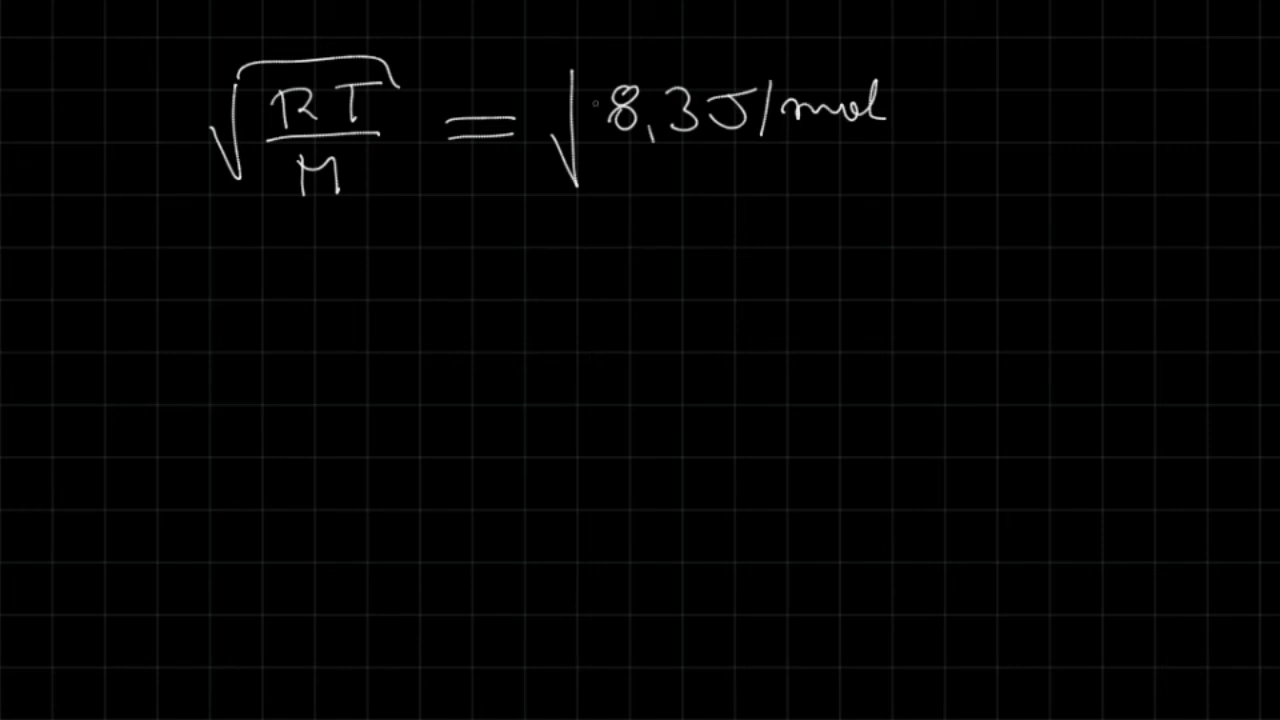 √(RT/M) = √8,3J/mol